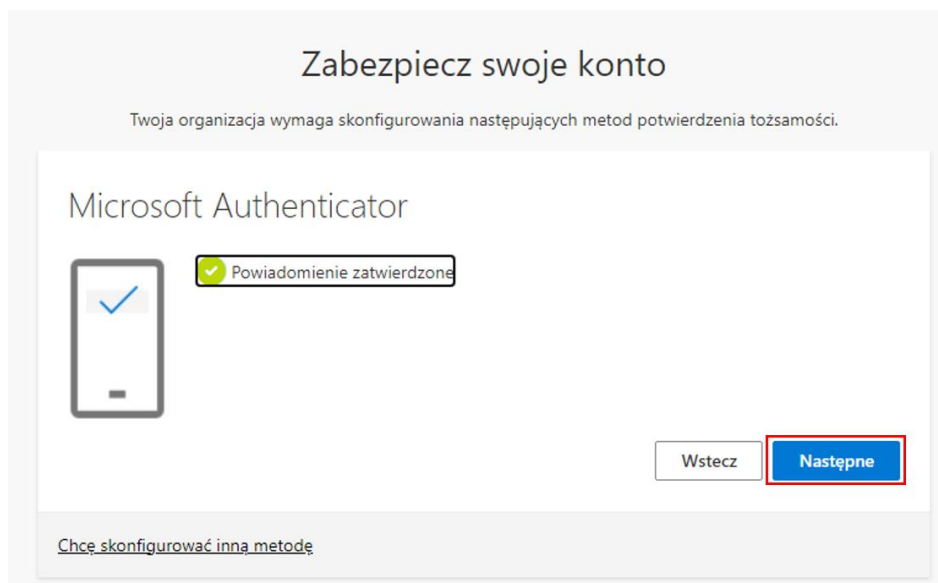 Zabezpiecz swoje konto
Twoja organizacja wymaga skonfigurowania następujących metod potwierdzenia tożsamości.
Microsoft Authenticator
Powiadomienie zatwierdzone
Wstecz
Następne
Chcę skonfigurować inną metodę